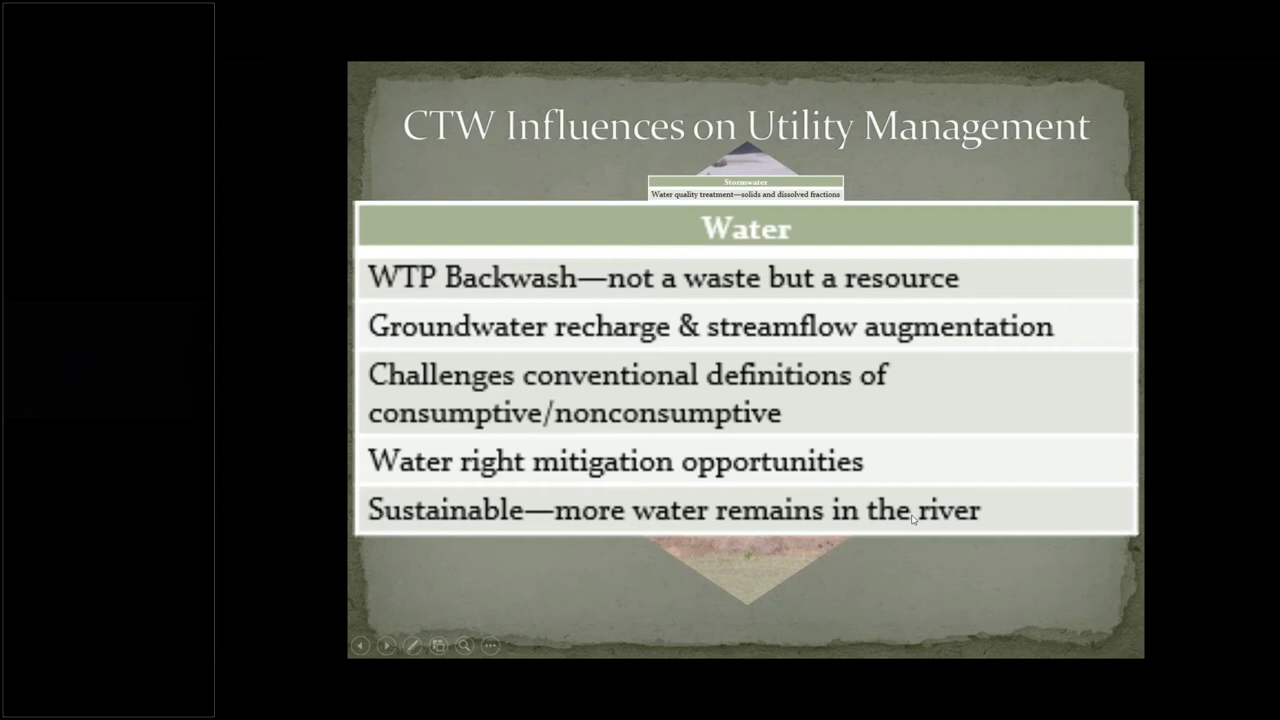 CTW Influences on Utility Management
Stormwater
Water quality treatment—solids and dissolved fractions
Water
WTP Backwash—not a waste but a resource
Groundwater recharge & streamflow augmentation
Challenges conventional definitions of
consumptive/nonconsumptive
Water right mitigation opportunities
Sustainable—more water remains in the river